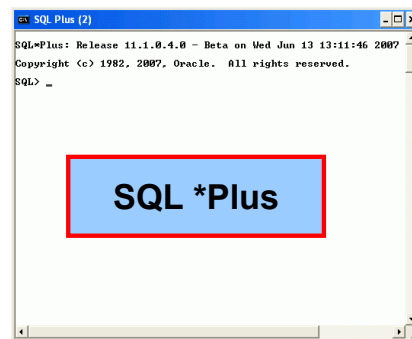 SQL Plus (2)
SQL*Plus: Release 11.1.0.4.0 - Beta on Wed Jun 13 13:11:46 2007
Copyright (c) 1982, 2007, Oracle.  All rights reserved.
SQL> _
SQL *Plus